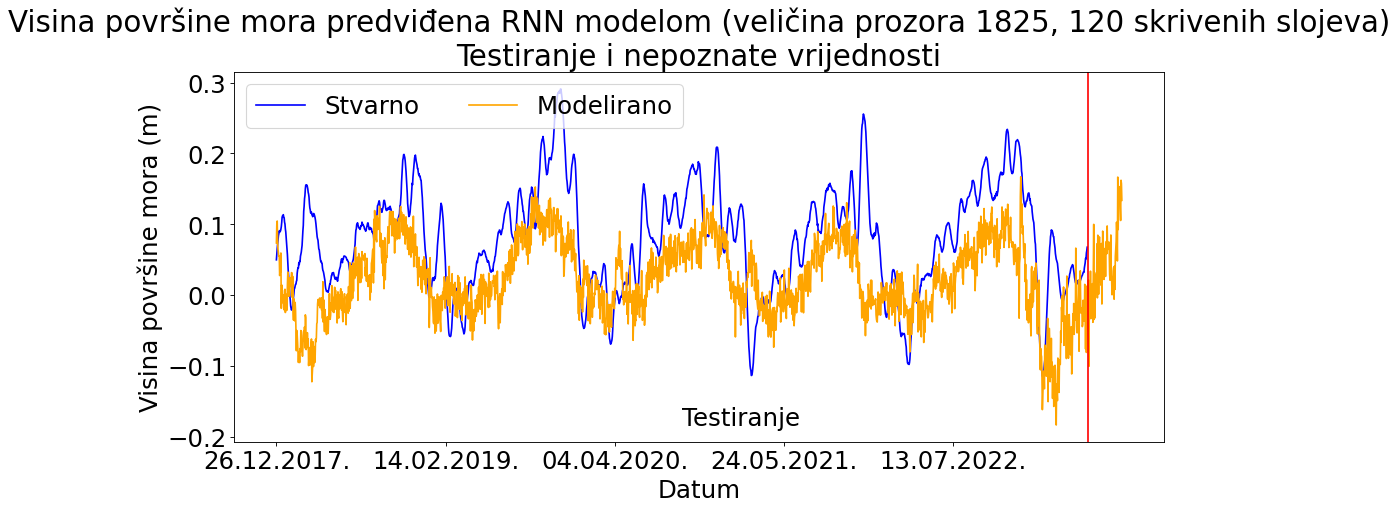 Visina površine mora predviđena RNN modelom (veličina prozora 1825, 120 skrivenih slojeva)
Testiranje i nepoznate vrijednosti
Stvarno
Modelirano
Visina površine mora (m)
0.3
0.2
0.1
0.0
−0.1
−0.2
Testiranje
26.12.2017.
14.02.2019.
04.04.2020.
24.05.2021.
13.07.2022.
Datum